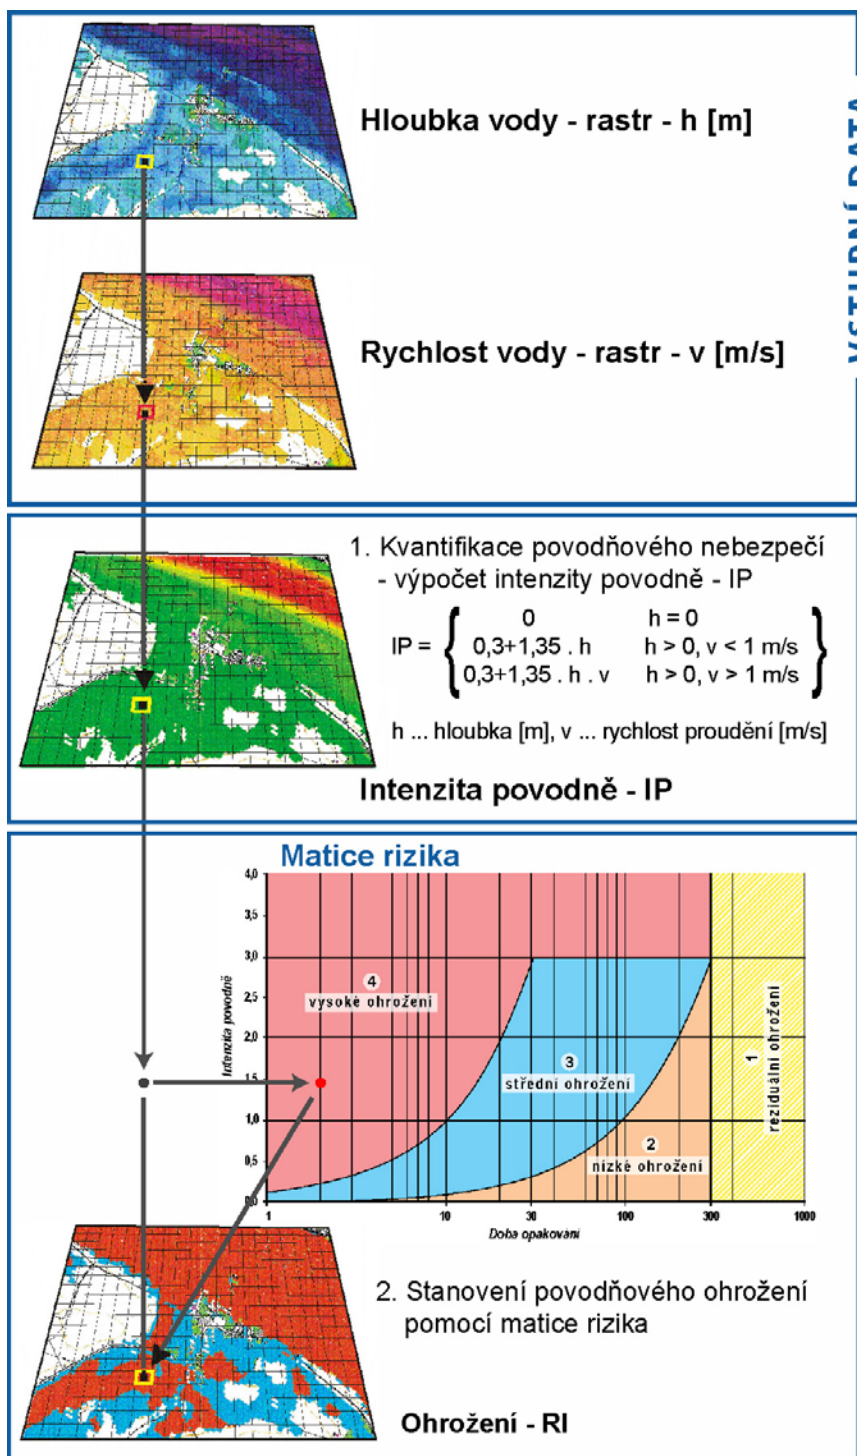 Hloubka vody - rastr - h [m]
VSTUPNÍ DATA
Rychlost vody - rastr - v [m/s]
1. Kvantifikace povodňového nebezpečí
- výpočet intenzity povodně - IP
IP = { 0 h = 0
0,3+1,35 . h h > 0, v < 1 m/s
0,3+1,35 . h . v h > 0, v > 1 m/s }
h ... hloubka [m], v ... rychlost proudění [m/s]
Intenzita povodně - IP
Matice rizika
Intenzita povodně
4,0
3,5
3,0
2,5
2,0
1,5
1,0
0,5
0,0
4
vysoké ohrožení
3
střední ohrožení
2
nízké ohrožení
1
reziduální ohrožení
1 10 30 100 300 1000
Doba opakování
2. Stanovení povodňového ohrožení
pomocí matice rizika
Ohrožení - RI